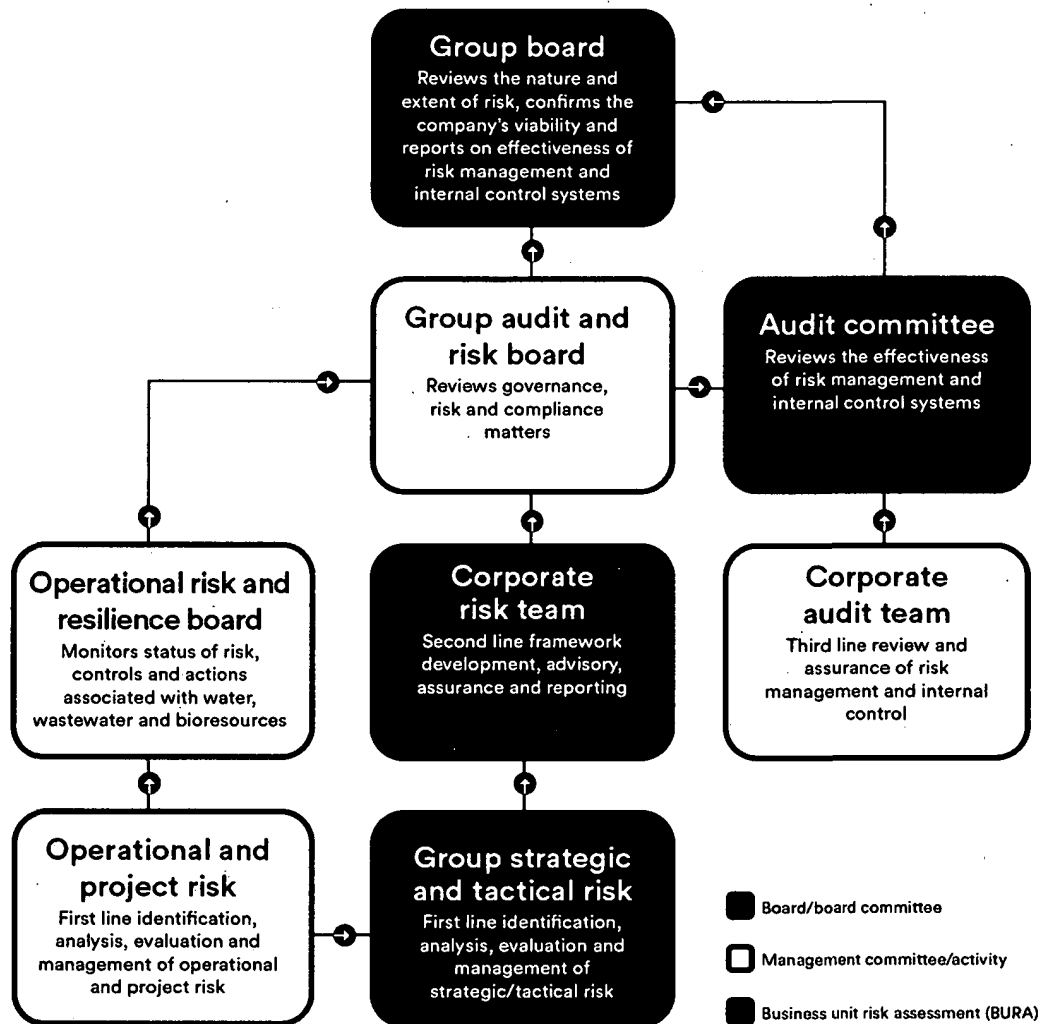 Group board
Reviews the nature and
extent of risk, confirms the
company's viability and
reports on effectiveness of
risk management and
internal control systems
Group audit and
risk board
Reviews governance,
risk and compliance
matters
Audit committee
Reviews the effectiveness
of risk management and
internal control systems
Operational risk and
resilience board
Monitors status of risk,
controls and actions
associated with water,
wastewater and bioresources
Corporate
risk team
Second line framework
development, advisory,
assurance and reporting
Corporate
audit team
Third line review and
assurance of risk
management and internal
control
Operational and
project risk
First line identification,
analysis, evaluation and
management of operational
and project risk
Group strategic
and tactical risk
First line identification,
analysis, evaluation and
management of
strategic/tactical risk
Board/board committee
Management committee/activity
Business unit risk assessment (BURA)